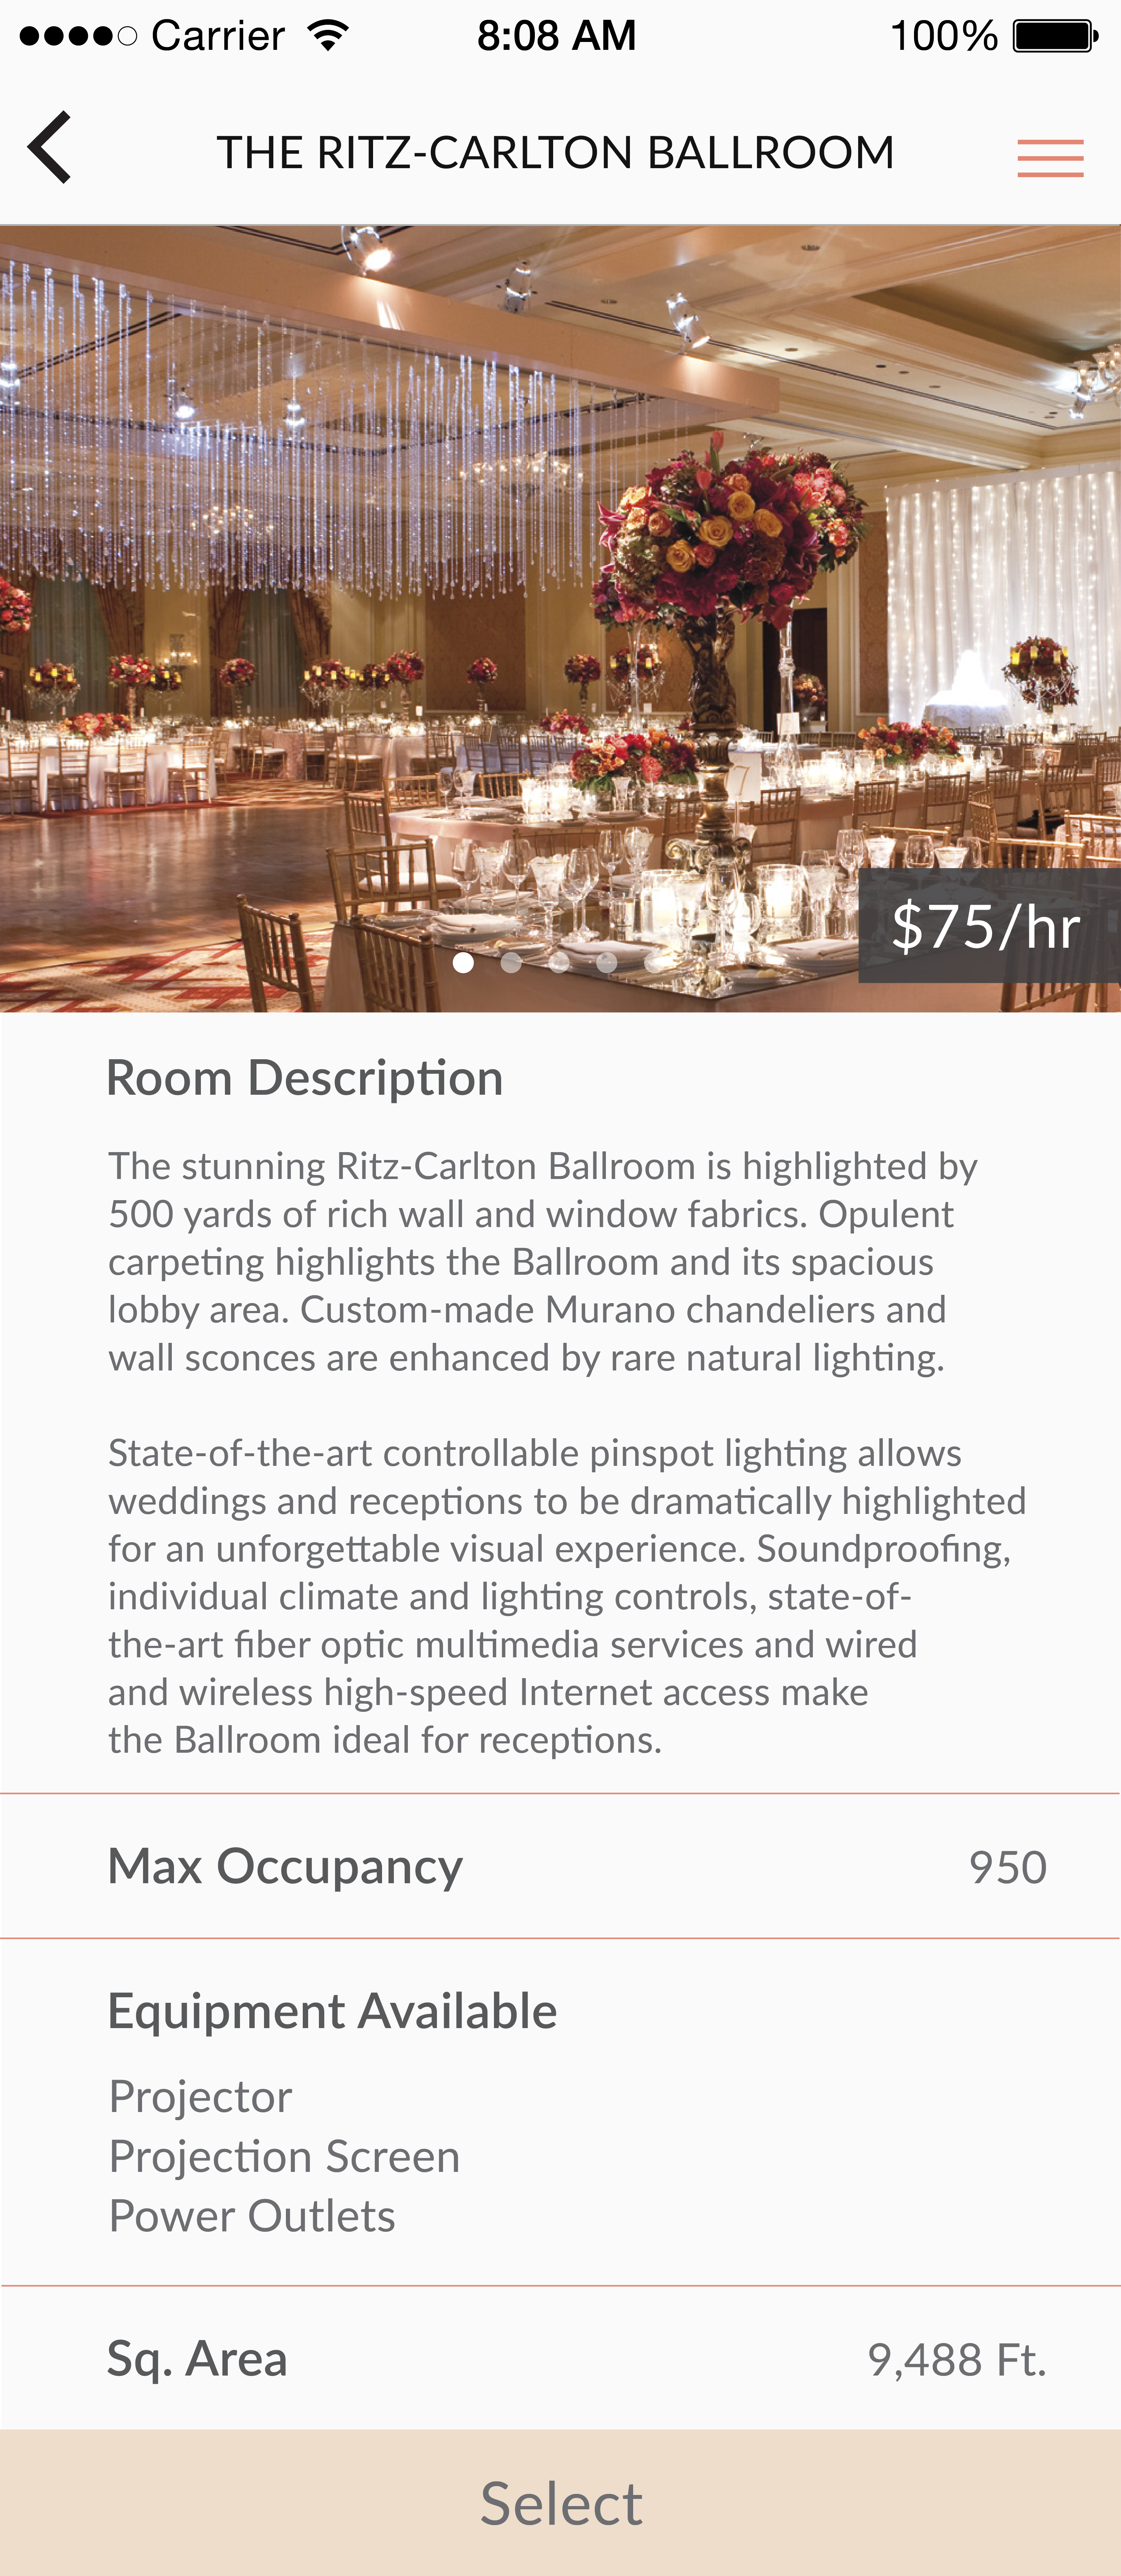 Carrier 8:08 AM 100%
THE RITZ-CARLTON BALLROOM
7
$75/hr
Room Description
The stunning Ritz-Carlton Ballroom is highlighted by
500 yards of rich wall and window fabrics. Opulent
carpeting highlights the Ballroom and its spacious
lobby area. Custom-made Murano chandeliers and
wall sconces are enhanced by rare natural lighting.
State-of-the-art controllable pinspot lighting allows
weddings and receptions to be dramatically highlighted
for an unforgettable visual experience. Soundproofing,
individual climate and lighting controls, state-of-
the-art fiber optic multimedia services and wired
and wireless high-speed Internet access make
the Ballroom ideal for receptions.
Max Occupancy 950
Equipment Available
Projector
Projection Screen
Power Outlets
Sq. Area 9,488 Ft.
Select